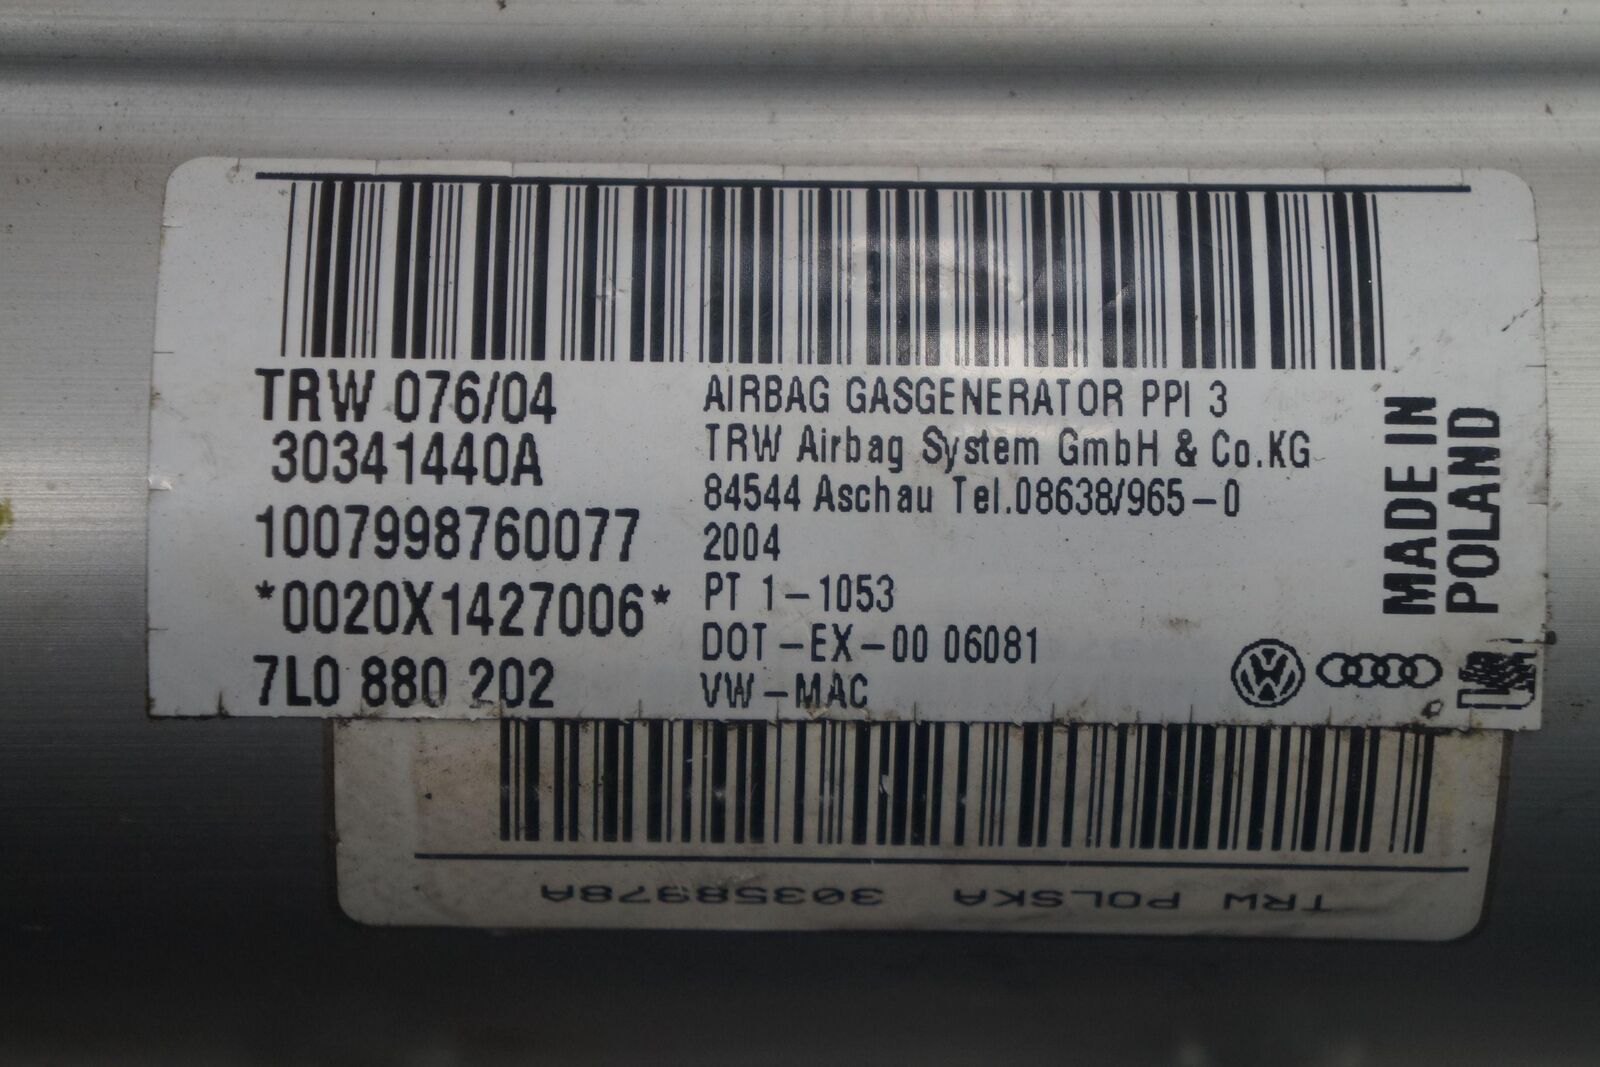 TRW 076/04
30341440A
1007998760077
*0020X1427006*
7L0 880 202
AIRBAG GASGENERATOR PPI 3
TRW Airbag System GmbH & Co.KG
84544 Aschau Tel.08638/965-0
2004
PT 1-1053
DOT-EX-00 06081
VW-MAC
MADE IN
POLAND
TRW POLSKA 30358978A